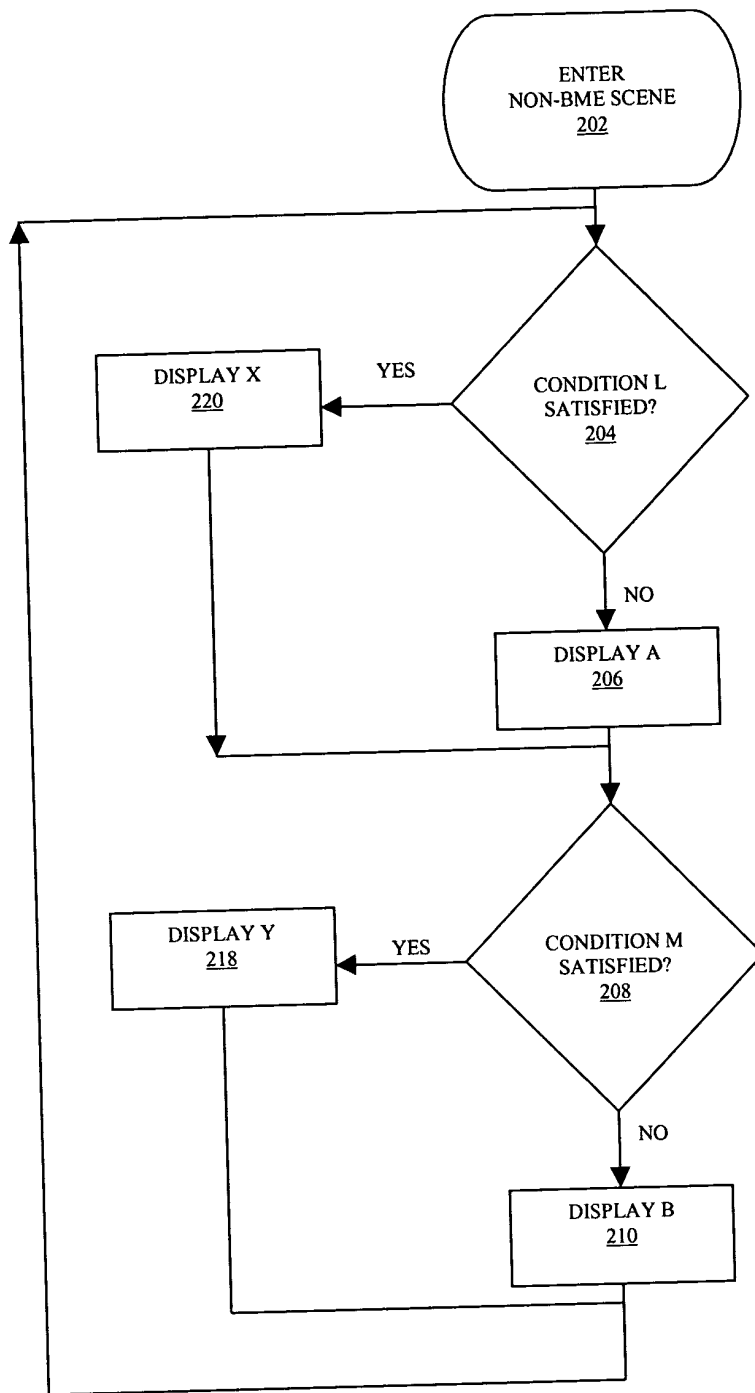 ENTER
NON-BME SCENE
202
CONDITION L
SATISFIED?
204
YES
DISPLAY X
220
NO
DISPLAY A
206
CONDITION M
SATISFIED?
208
YES
DISPLAY Y
218
NO
DISPLAY B
210